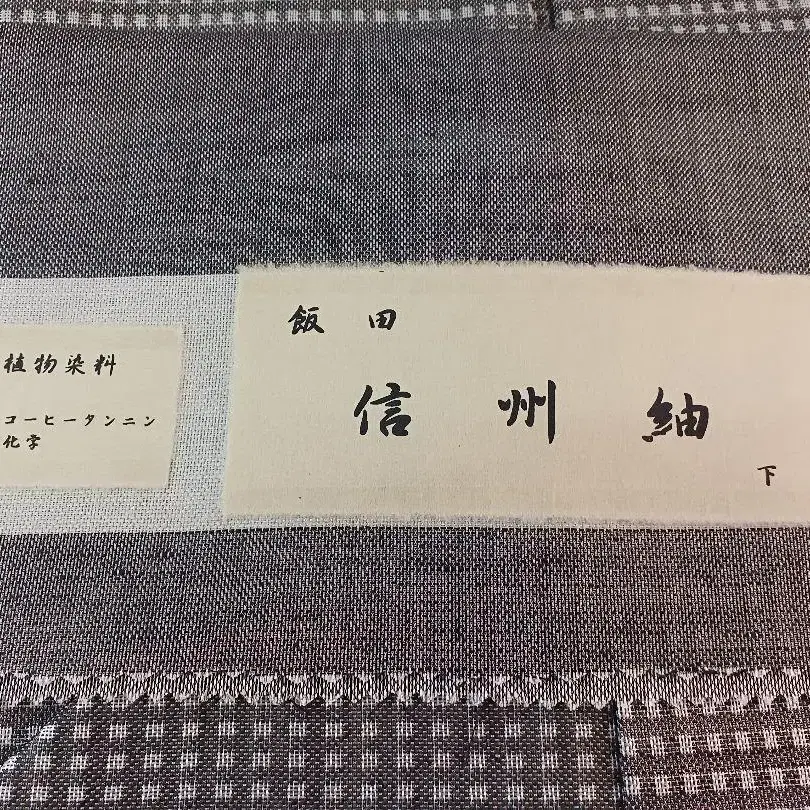 植物染料
コーヒータンニン
化学
飯田
信州紬
下